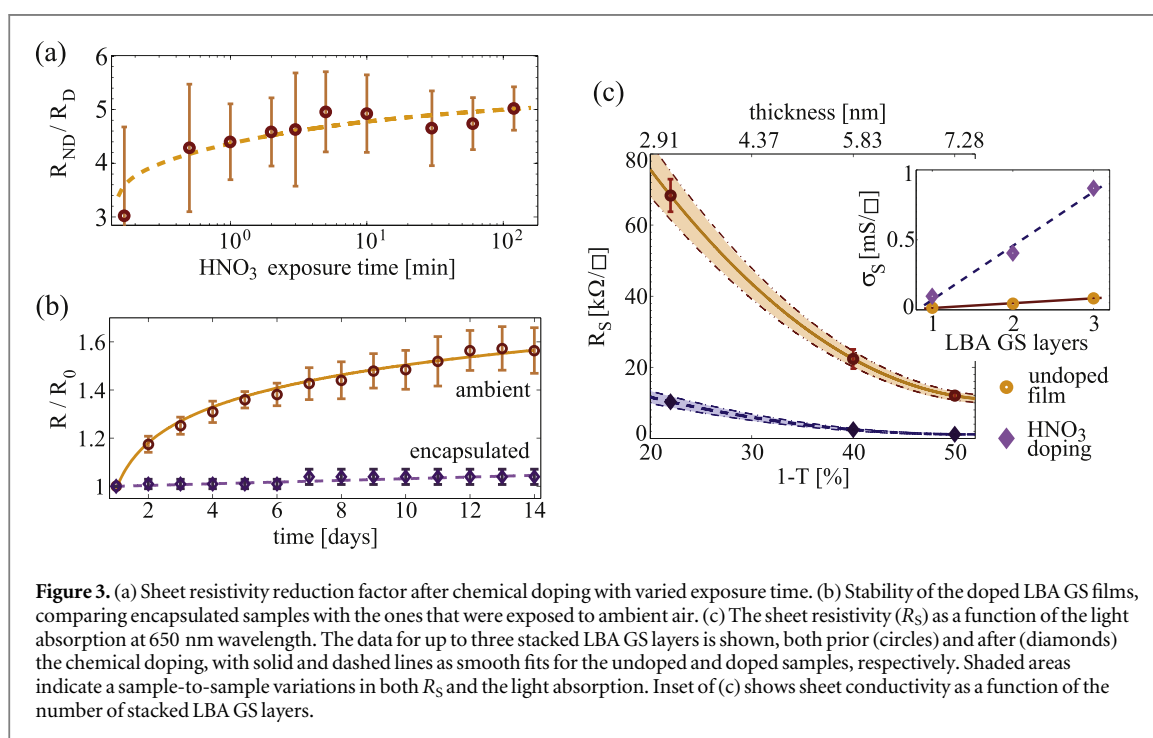 (a)
6
5
4
3
R_ND / R_D
10^0
10^1
10^2
HNO_3 exposure time [min]
(b)
1.6
1.4
1.2
1
R / R_0
ambient
encapsulated
2
4
6
8
10
12
14
time [days]
(c)
thickness [nm]
2.91
4.37
5.83
7.28
80
60
40
20
0
R_S [kΩ/□]
20
30
40
50
1-T [%]
1
0.5
0
σ_S [mS/□]
1
2
3
LBA GS layers
undoped
film
HNO_3
doping
Figure 3. (a) Sheet resistivity reduction factor after chemical doping with varied exposure time. (b) Stability of the doped LBA GS films,
comparing encapsulated samples with the ones that were exposed to ambient air. (c) The sheet resistivity (R_S) as a function of the light
absorption at 650 nm wavelength. The data for up to three stacked LBA GS layers is shown, both prior (circles) and after (diamonds)
the chemical doping, with solid and dashed lines as smooth fits for the undoped and doped samples, respectively. Shaded areas
indicate a sample-to-sample variations in both R_S and the light absorption. Inset of (c) shows sheet conductivity as a function of the
number of stacked LBA GS layers.